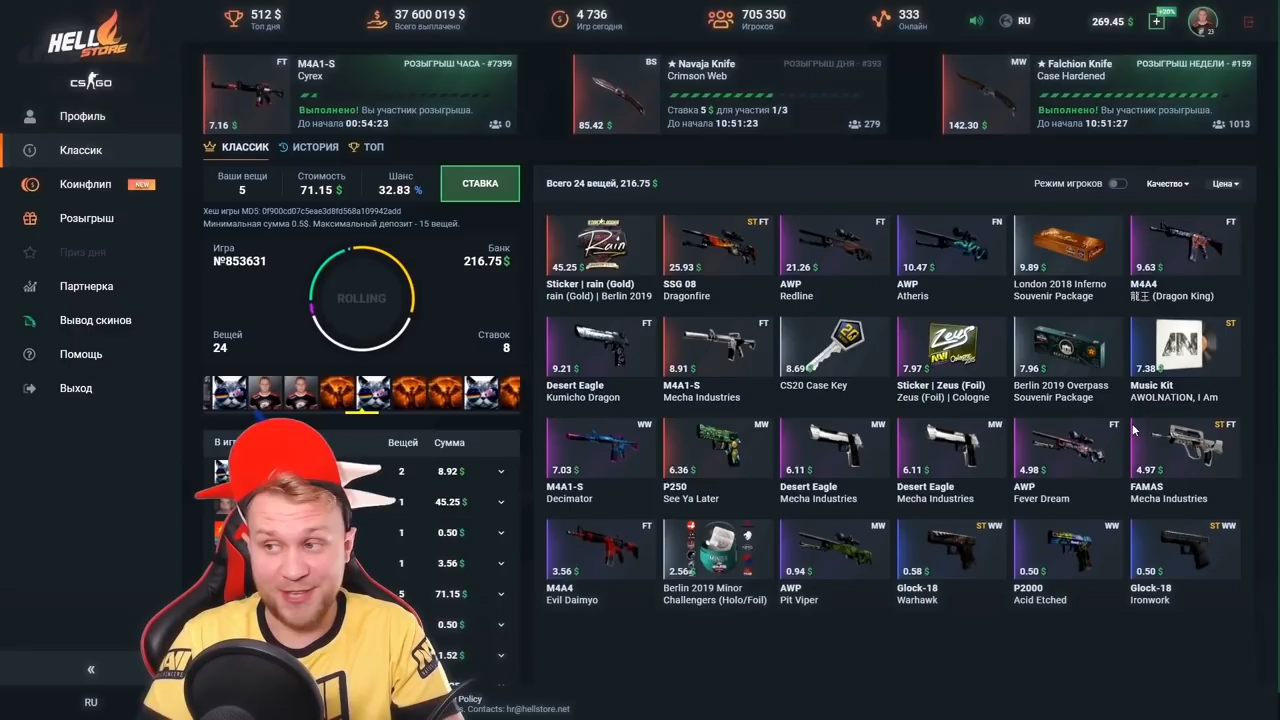 HELL
STORE
CS GO
512 $
Топ дня
37 600 019 $
Всего выплачено
4 736
Игр сегодня
705 350
Игроков
333
Онлайн
RU
269.45 $
+20%
23
FT
7.16 $
M4A1-S
Cyrex
РОЗЫГРЫШ ЧАСА - #7399
Выполнено! Вы участник розыгрыша.
До начала 00:54:23
0
BS
85.42 $
★ Navaja Knife
Crimson Web
РОЗЫГРЫШ ДНЯ - #393
Ставка 5 $ для участия 1/3
До начала 10:51:23
279
MW
142.30 $
★ Falchion Knife
Case Hardened
РОЗЫГРЫШ НЕДЕЛИ - #159
Выполнено! Вы участник розыгрыша.
До начала 10:51:27
1013
Профиль
Классик
Коинфлип
NEW
Розыгрыш
Приз дня
Партнерка
Вывод скинов
Помощь
Выход
«
RU
КЛАССИК
ИСТОРИЯ
ТОП
Ваши вещи
5
Стоимость
71.15 $
Шанс
32.83 %
СТАВКА
Хеш игры MD5: 0f900cd07c5eae3d8fd568a109942add
Минимальная сумма 0.5$. Максимальный депозит - 15 вещей.
Игра
№853631
Банк
216.75 $
ROLLING
Вещей
24
Ставок
8
В иг
Вещей
Сумма
2
8.92 $
1
45.25 $
1
0.50 $
1
3.56 $
5
71.15 $
0.50 $
1.52 $
Policy
Contacts: hr@hellstore.net
Всего 24 вещей, 216.75 $
Режим игроков
Качество
Цена
45.25 $
Sticker | rain (Gold)
rain (Gold) | Berlin 2019
ST FT
25.93 $
SSG 08
Dragonfire
FT
21.26 $
AWP
Redline
FN
10.47 $
AWP
Atheris
9.89 $
London 2018 Inferno
Souvenir Package
FT
9.63 $
M4A4
龍王 (Dragon King)
FT
9.21 $
Desert Eagle
Kumicho Dragon
FT
8.91 $
M4A1-S
Mecha Industries
8.69 $
CS20 Case Key
Zeus
7.97 $
Sticker | Zeus (Foil)
Zeus (Foil) | Cologne
7.96 $
Berlin 2019 Overpass
Souvenir Package
ST
7.38 $
Music Kit
AWOLNATION, I Am
WW
7.03 $
M4A1-S
Decimator
MW
6.36 $
P250
See Ya Later
MW
6.11 $
Desert Eagle
Mecha Industries
MW
6.11 $
Desert Eagle
Mecha Industries
FT
4.98 $
AWP
Fever Dream
ST FT
4.97 $
FAMAS
Mecha Industries
FT
3.56 $
M4A4
Evil Daimyo
2.56
Berlin 2019 Minor
Challengers (Holo/Foil)
MW
0.94 $
AWP
Pit Viper
ST WW
0.58 $
Glock-18
Warhawk
WW
0.50 $
P2000
Acid Etched
ST WW
0.50 $
Glock-18
Ironwork